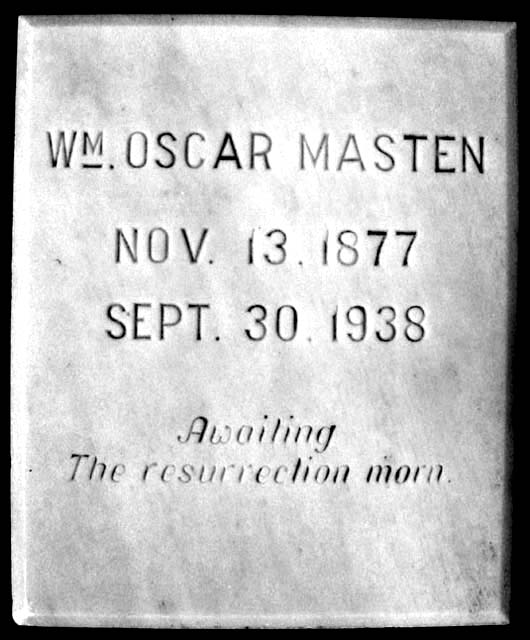 WM. OSCAR MASTEN
NOV. 13. 1877
SEPT. 30. 1938
Awaiting
The resurrection morn.